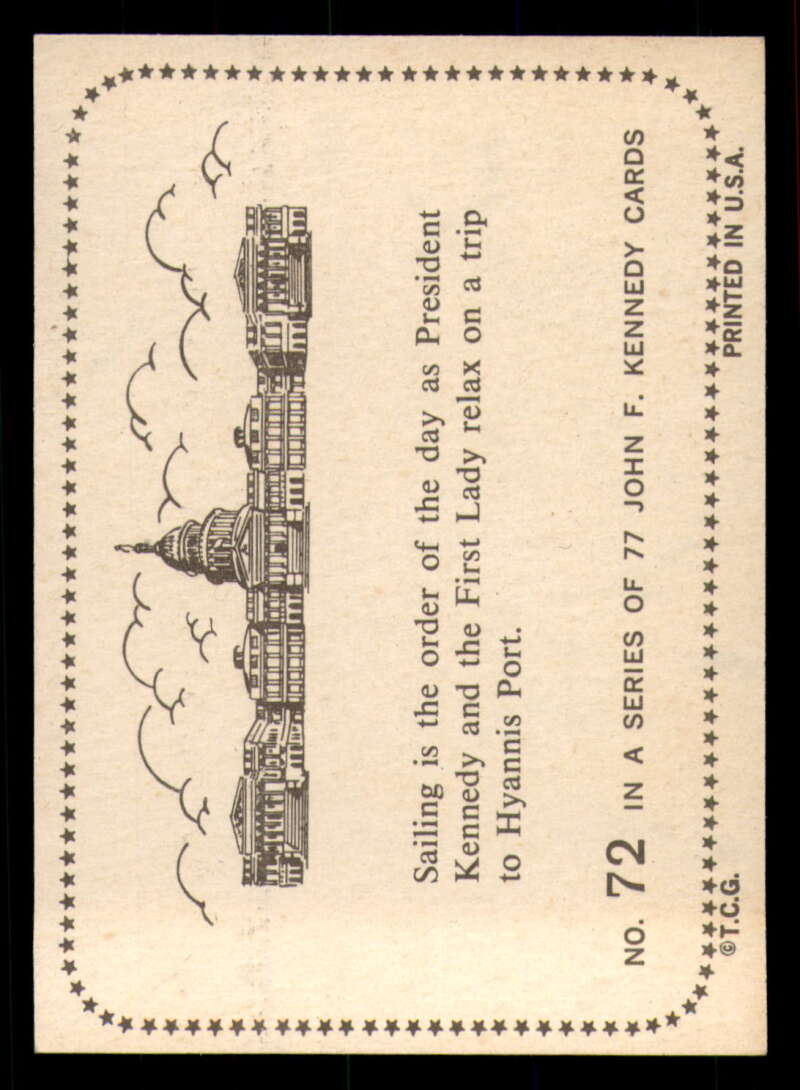 Sailing is the order of the day as President
Kennedy and the First Lady relax on a trip
to Hyannis Port.
NO. 72 IN A SERIES OF 77 JOHN F. KENNEDY CARDS
©T.C.G. PRINTED IN U.S.A.